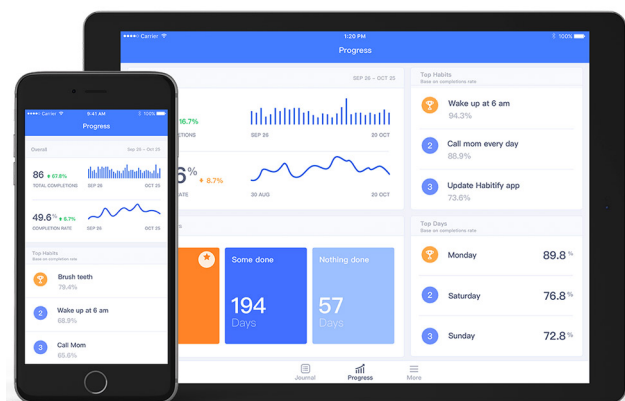 Carrier 9:41 AM 100%
Progress
Overall Sep 25 – Oct 25
86 67.8%
TOTAL COMPLETIONS SEP 26 OCT 25
49.6% 8.7%
COMPLETION RATE SEP 26 OCT 25
Top Habits
Base on completion rate
Brush teeth
79.4%
2 Wake up at 6 am
68.9%
3 Call Mom
65.6%
Carrier 1:20 PM 100%
Progress
SEP 26 – OCT 25
16.7%
SEP 26 20 OCT
% 8.7%
30 AUG 20 OCT
Some done
194
Days
Nothing done
57
Days
Top Habits
Base on completions rate
Wake up at 6 am
94.3%
2 Call mom every day
86.9%
3 Update Habitify app
73.6%
Top Days
Base on completions rate
Monday 89.8 %
2 Saturday 76.8 %
3 Sunday 72.8 %
Journal Progress More